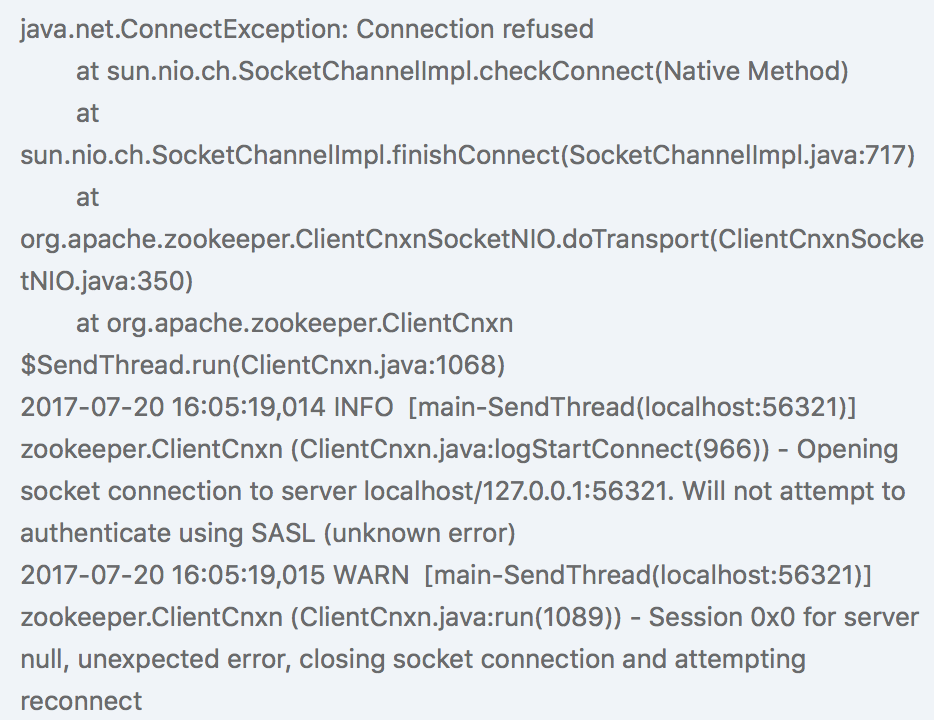 java.net.ConnectException: Connection refused
at sun.nio.ch.SocketChannelImpl.checkConnect(Native Method)
at
sun.nio.ch.SocketChannelImpl.finishConnect(SocketChannelImpl.java:717)
at
org.apache.zookeeper.ClientCnxnSocketNIO.doTransport(ClientCnxnSocke
tNIO.java:350)
at org.apache.zookeeper.ClientCnxn
$SendThread.run(ClientCnxn.java:1068)
2017-07-20 16:05:19,014 INFO  [main-SendThread(localhost:56321)]
zookeeper.ClientCnxn (ClientCnxn.java:logStartConnect(966)) - Opening
socket connection to server localhost/127.0.0.1:56321. Will not attempt to
authenticate using SASL (unknown error)
2017-07-20 16:05:19,015 WARN  [main-SendThread(localhost:56321)]
zookeeper.ClientCnxn (ClientCnxn.java:run(1089)) - Session 0x0 for server
null, unexpected error, closing socket connection and attempting
reconnect